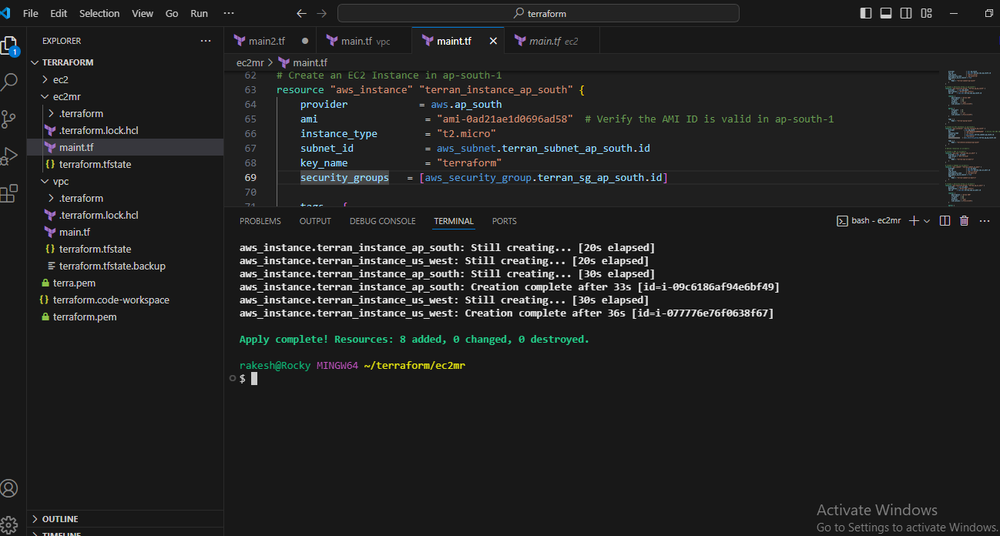 File Edit Selection View Go Run ···
terraform
EXPLORER ···
main2.tf
main.tf vpc
maint.tf
main.tf ec2
TERRAFORM
ec2
ec2mr
.terraform
.terraform.lock.hcl
maint.tf
terraform.tfstate
vpc
.terraform
.terraform.lock.hcl
main.tf
terraform.tfstate
terraform.tfstate.backup
terra.pem
terraform.code-workspace
terraform.pem
OUTLINE
TIMELINE
1
ec2mr > maint.tf
62 # Create an EC2 Instance in ap-south-1
63 resource "aws_instance" "terran_instance_ap_south" {
64 provider = aws.ap_south
65 ami = "ami-0ad21ae1d0696ad58" # Verify the AMI ID is valid in ap-south-1
66 instance_type = "t2.micro"
67 subnet_id = aws_subnet.terran_subnet_ap_south.id
68 key_name = "terraform"
69 security_groups = [aws_security_group.terran_sg_ap_south.id]
70
71 tags = {
PROBLEMS OUTPUT DEBUG CONSOLE TERMINAL PORTS
bash - ec2mr
aws_instance.terran_instance_ap_south: Still creating... [20s elapsed]
aws_instance.terran_instance_us_west: Still creating... [20s elapsed]
aws_instance.terran_instance_ap_south: Still creating... [30s elapsed]
aws_instance.terran_instance_ap_south: Creation complete after 33s [id=i-09c6186af94e6bf49]
aws_instance.terran_instance_us_west: Still creating... [30s elapsed]
aws_instance.terran_instance_us_west: Creation complete after 36s [id=i-077776e76f0638f67]
Apply complete! Resources: 8 added, 0 changed, 0 destroyed.
rakesh@Rocky MINGW64 ~/terraform/ec2mr
$
Activate Windows
Go to Settings to activate Windows.